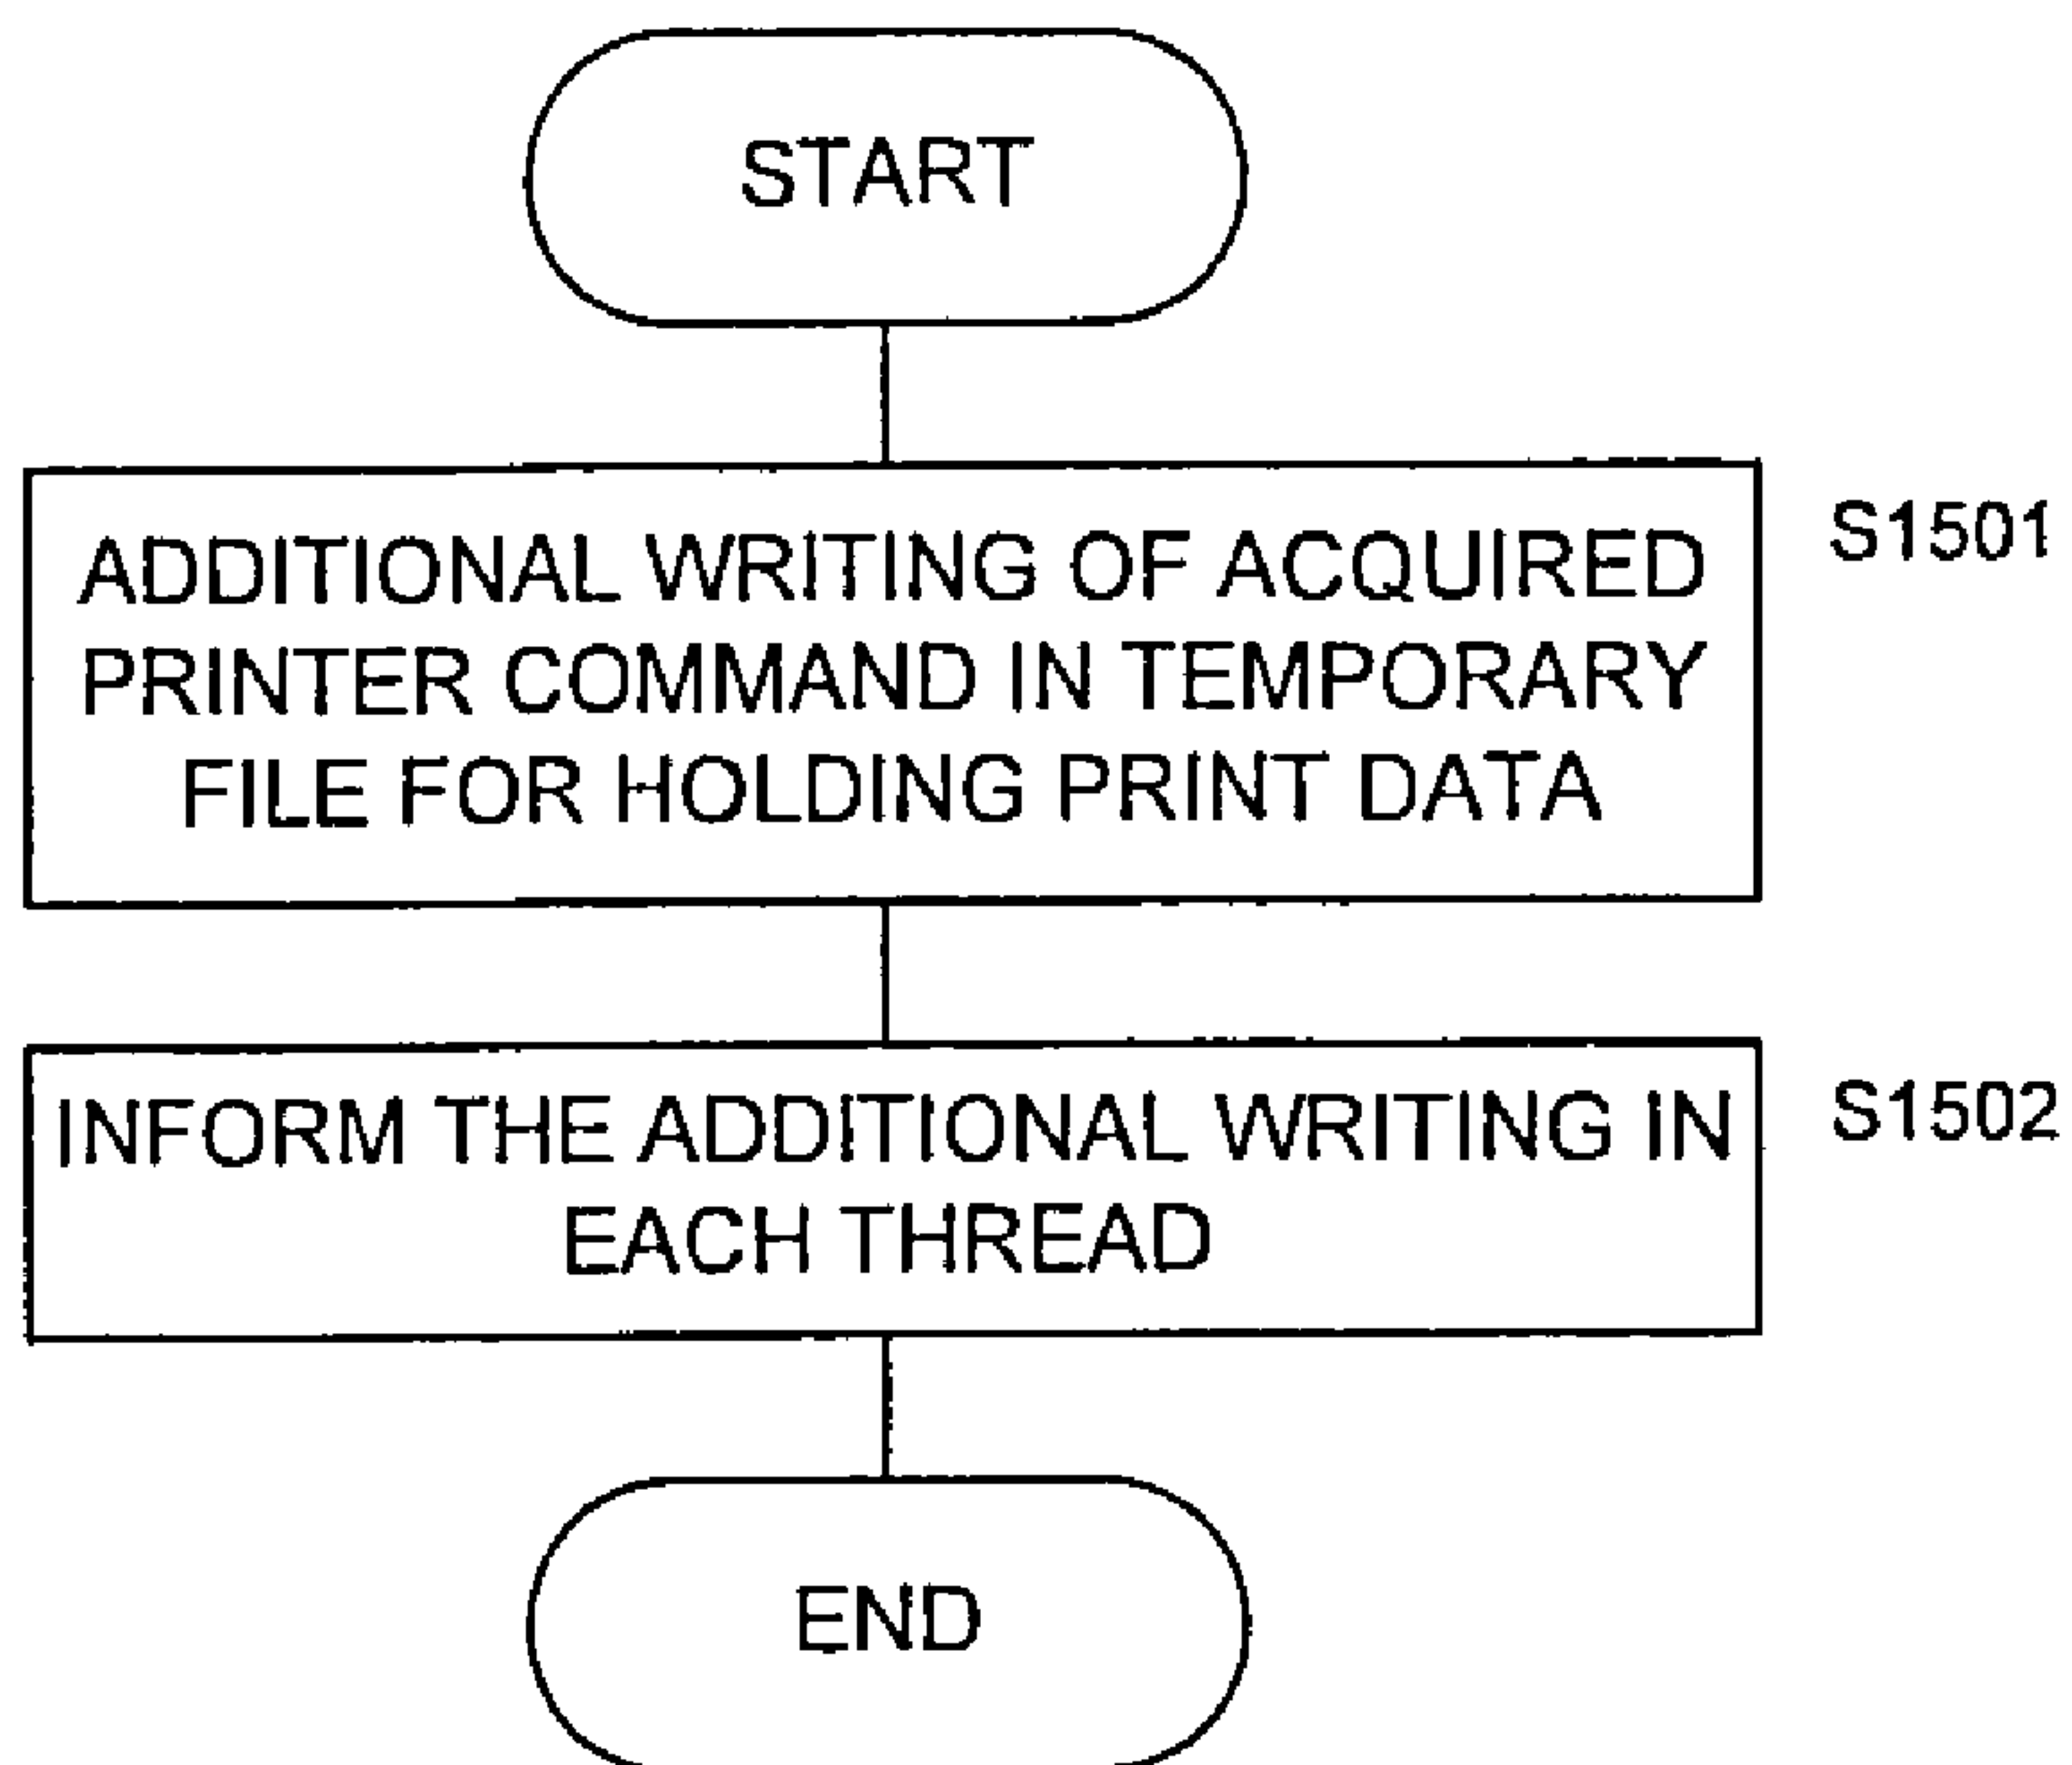 START
ADDITIONAL WRITING OF ACQUIRED
PRINTER COMMAND IN TEMPORARY
FILE FOR HOLDING PRINT DATA
S1501
INFORM THE ADDITIONAL WRITING IN
EACH THREAD
S1502
END